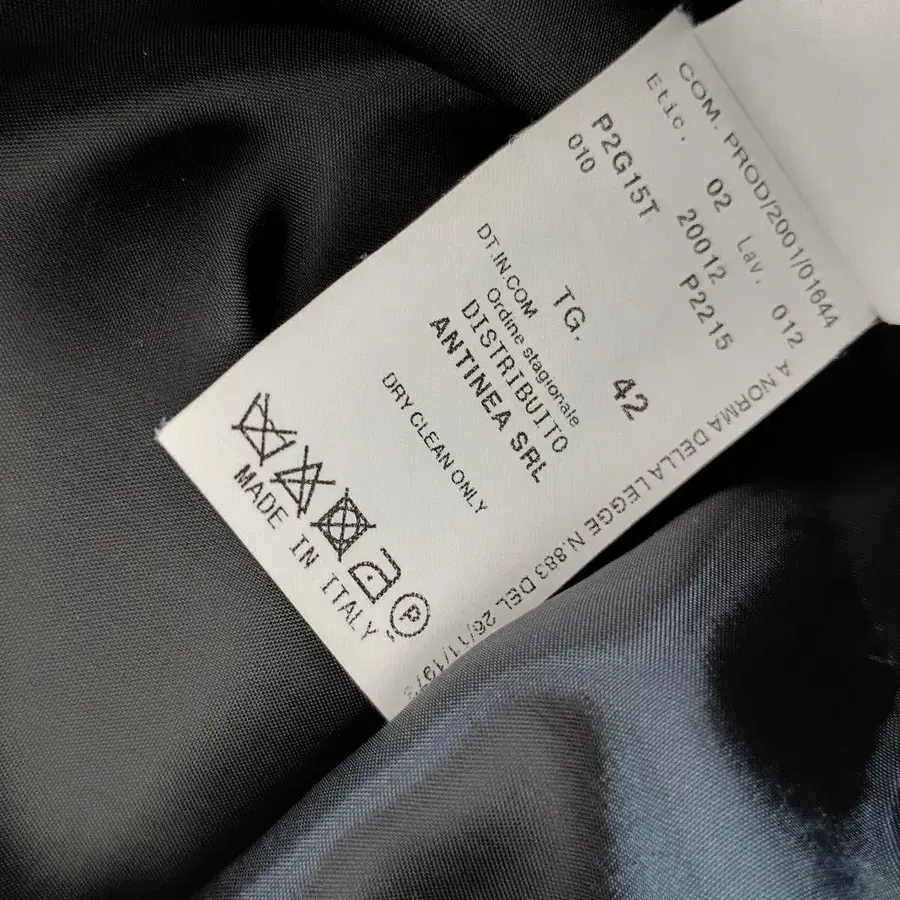 COM. PROD/2001/01644
Etic. 02 Lav. 012
20012
P2G15T P2215
010
TG. 42
DT.IN.COM
Ordine stagionale
DISTRIBUITO
ANTINEA SRL
DRY CLEAN ONLY
P
MADE IN ITALY
A NORMA DELLA LEGGE N.883 DEL 26/11/1973